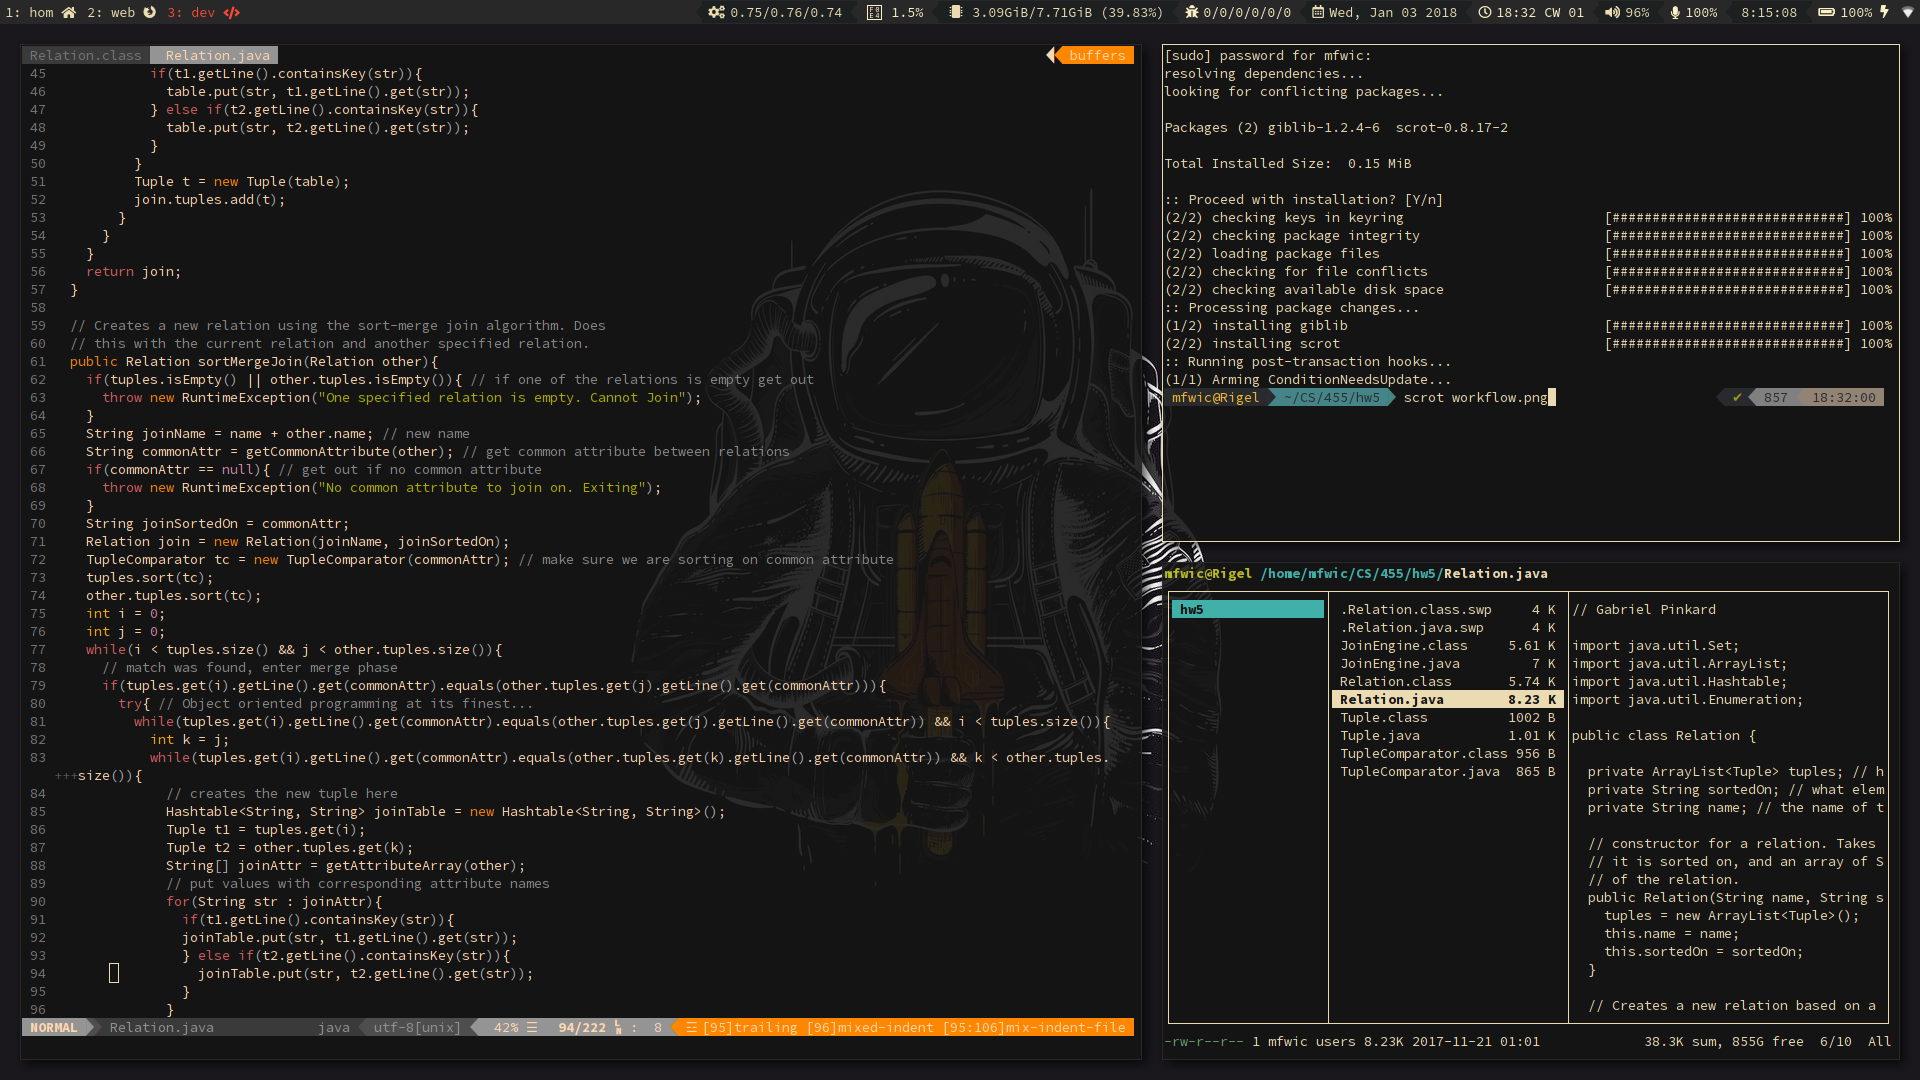 1: hom 2: web 3: dev 0.75/0.76/0.74 1.5% 3.09GiB/7.71GiB (39.83%) 0/0/0/0/0/0 Wed, Jan 03 2018 18:32 CW 01 96% 100% 8:15:08 100%
Relation.class Relation.java buffers
45 if(t1.getLine().containsKey(str)){
46 table.put(str, t1.getLine().get(str));
47 } else if(t2.getLine().containsKey(str)){
48 table.put(str, t2.getLine().get(str));
49 }
50 }
51 Tuple t = new Tuple(table);
52 join.tuples.add(t);
53 }
54 }
55 }
56 return join;
57 }
58
59 // Creates a new relation using the sort-merge join algorithm. Does
60 // this with the current relation and another specified relation.
61 public Relation sortMergeJoin(Relation other){
62 if(tuples.isEmpty() || other.tuples.isEmpty()){ // if one of the relations is empty get out
63 throw new RuntimeException("One specified relation is empty. Cannot Join");
64 }
65 String joinName = name + other.name; // new name
66 String commonAttr = getCommonAttribute(other); // get common attribute between relations
67 if(commonAttr == null){ // get out if no common attribute
68 throw new RuntimeException("No common attribute to join on. Exiting");
69 }
70 String joinSortedOn = commonAttr;
71 Relation join = new Relation(joinName, joinSortedOn);
72 TupleComparator tc = new TupleComparator(commonAttr); // make sure we are sorting on common attribute
73 tuples.sort(tc);
74 other.tuples.sort(tc);
75 int i = 0;
76 int j = 0;
77 while(i < tuples.size() && j < other.tuples.size()){
78 // match was found, enter merge phase
79 if(tuples.get(i).getLine().get(commonAttr).equals(other.tuples.get(j).getLine().get(commonAttr))){
80 try{ // Object oriented programming at its finest...
81 while(tuples.get(i).getLine().get(commonAttr).equals(other.tuples.get(j).getLine().get(commonAttr)) && i < tuples.size()){
82 int k = j;
83 while(tuples.get(i).getLine().get(commonAttr).equals(other.tuples.get(k).getLine().get(commonAttr)) && k < other.tuples.
+++size()){
84 // creates the new tuple here
85 Hashtable<String, String> joinTable = new Hashtable<String, String>();
86 Tuple t1 = tuples.get(i);
87 Tuple t2 = other.tuples.get(k);
88 String[] joinAttr = getAttributeArray(other);
89 // put values with corresponding attribute names
90 for(String str : joinAttr){
91 if(t1.getLine().containsKey(str)){
92 joinTable.put(str, t1.getLine().get(str));
93 } else if(t2.getLine().containsKey(str)){
94 joinTable.put(str, t2.getLine().get(str));
95 }
96 }
NORMAL Relation.java java utf-8[unix] 42% ☰ 94/222 : 8 [95]trailing [96]mixed-indent [95:106]mix-indent-file
[sudo] password for mfwic:
resolving dependencies...
looking for conflicting packages...
Packages (2) giblib-1.2.4-6 scrot-0.8.17-2
Total Installed Size: 0.15 MiB
:: Proceed with installation? [Y/n]
(2/2) checking keys in keyring [#############################] 100%
(2/2) checking package integrity [#############################] 100%
(2/2) loading package files [#############################] 100%
(2/2) checking for file conflicts [#############################] 100%
(2/2) checking available disk space [#############################] 100%
:: Processing package changes...
(1/2) installing giblib [#############################] 100%
(2/2) installing scrot [#############################] 100%
:: Running post-transaction hooks...
(1/1) Arming ConditionNeedsUpdate...
mfwic@Rigel ~/CS/455/hw5 scrot workflow.png ✔ 857 18:32:00
mfwic@Rigel /home/mfwic/CS/455/hw5/Relation.java
hw5
.Relation.class.swp 4 K
.Relation.java.swp 4 K
JoinEngine.class 5.61 K
JoinEngine.java 7 K
Relation.class 5.74 K
Relation.java 8.23 K
Tuple.class 1002 B
Tuple.java 1.01 K
TupleComparator.class 956 B
TupleComparator.java 865 B
// Gabriel Pinkard
import java.util.Set;
import java.util.ArrayList;
import java.util.Hashtable;
import java.util.Enumeration;
public class Relation {
private ArrayList<Tuple> tuples; // h
private String sortedOn; // what elem
private String name; // the name of t
// constructor for a relation. Takes
// it is sorted on, and an array of S
// of the relation.
public Relation(String name, String s
tuples = new ArrayList<Tuple>();
this.name = name;
this.sortedOn = sortedOn;
}
// Creates a new relation based on a
-rw-r--r-- 1 mfwic users 8.23K 2017-11-21 01:01 38.3K sum, 855G free 6/10 All